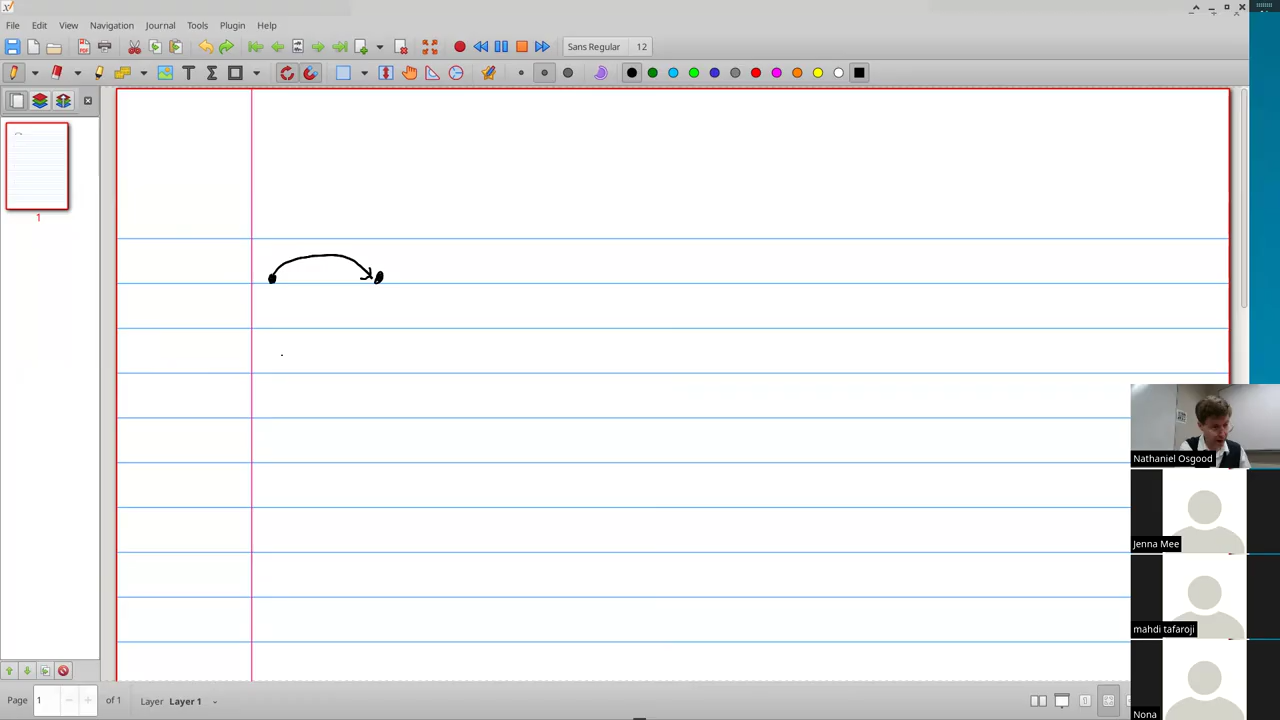 File Edit View Navigation Journal Tools Plugin Help
Sans Regular 12
1
Nathaniel Osgood
Jenna Mee
mahdi tafaroji
Nona
Page 1 of 1 Layer Layer 1